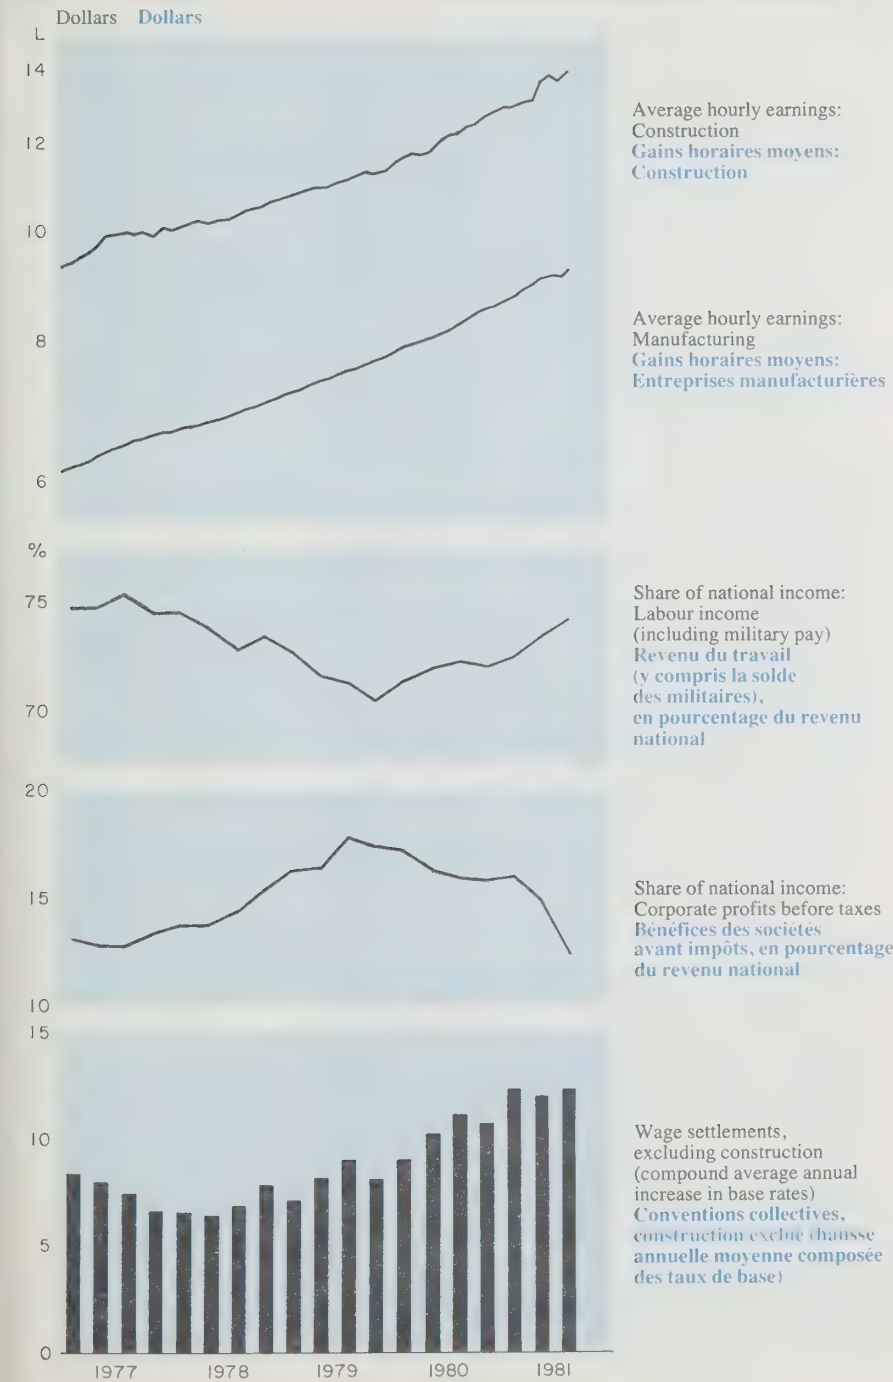 Dollars Dollars
L
14
12
10
8
6
Average hourly earnings:
Construction
Gains horaires moyens:
Construction
Average hourly earnings:
Manufacturing
Gains horaires moyens:
Entreprises manufacturières
%
75
70
Share of national income:
Labour income
(including military pay)
Revenu du travail
(y compris la solde
des militaires),
en pourcentage du revenu
national
20
15
10
Share of national income:
Corporate profits before taxes
Bénéfices des sociétés
avant impôts, en pourcentage
du revenu national
15
10
5
0
Wage settlements,
excluding construction
(compound average annual
increase in base rates)
Conventions collectives,
construction exclue
annuelle moyenne composée
des taux de base)
1977 1978 1979 1980 1981